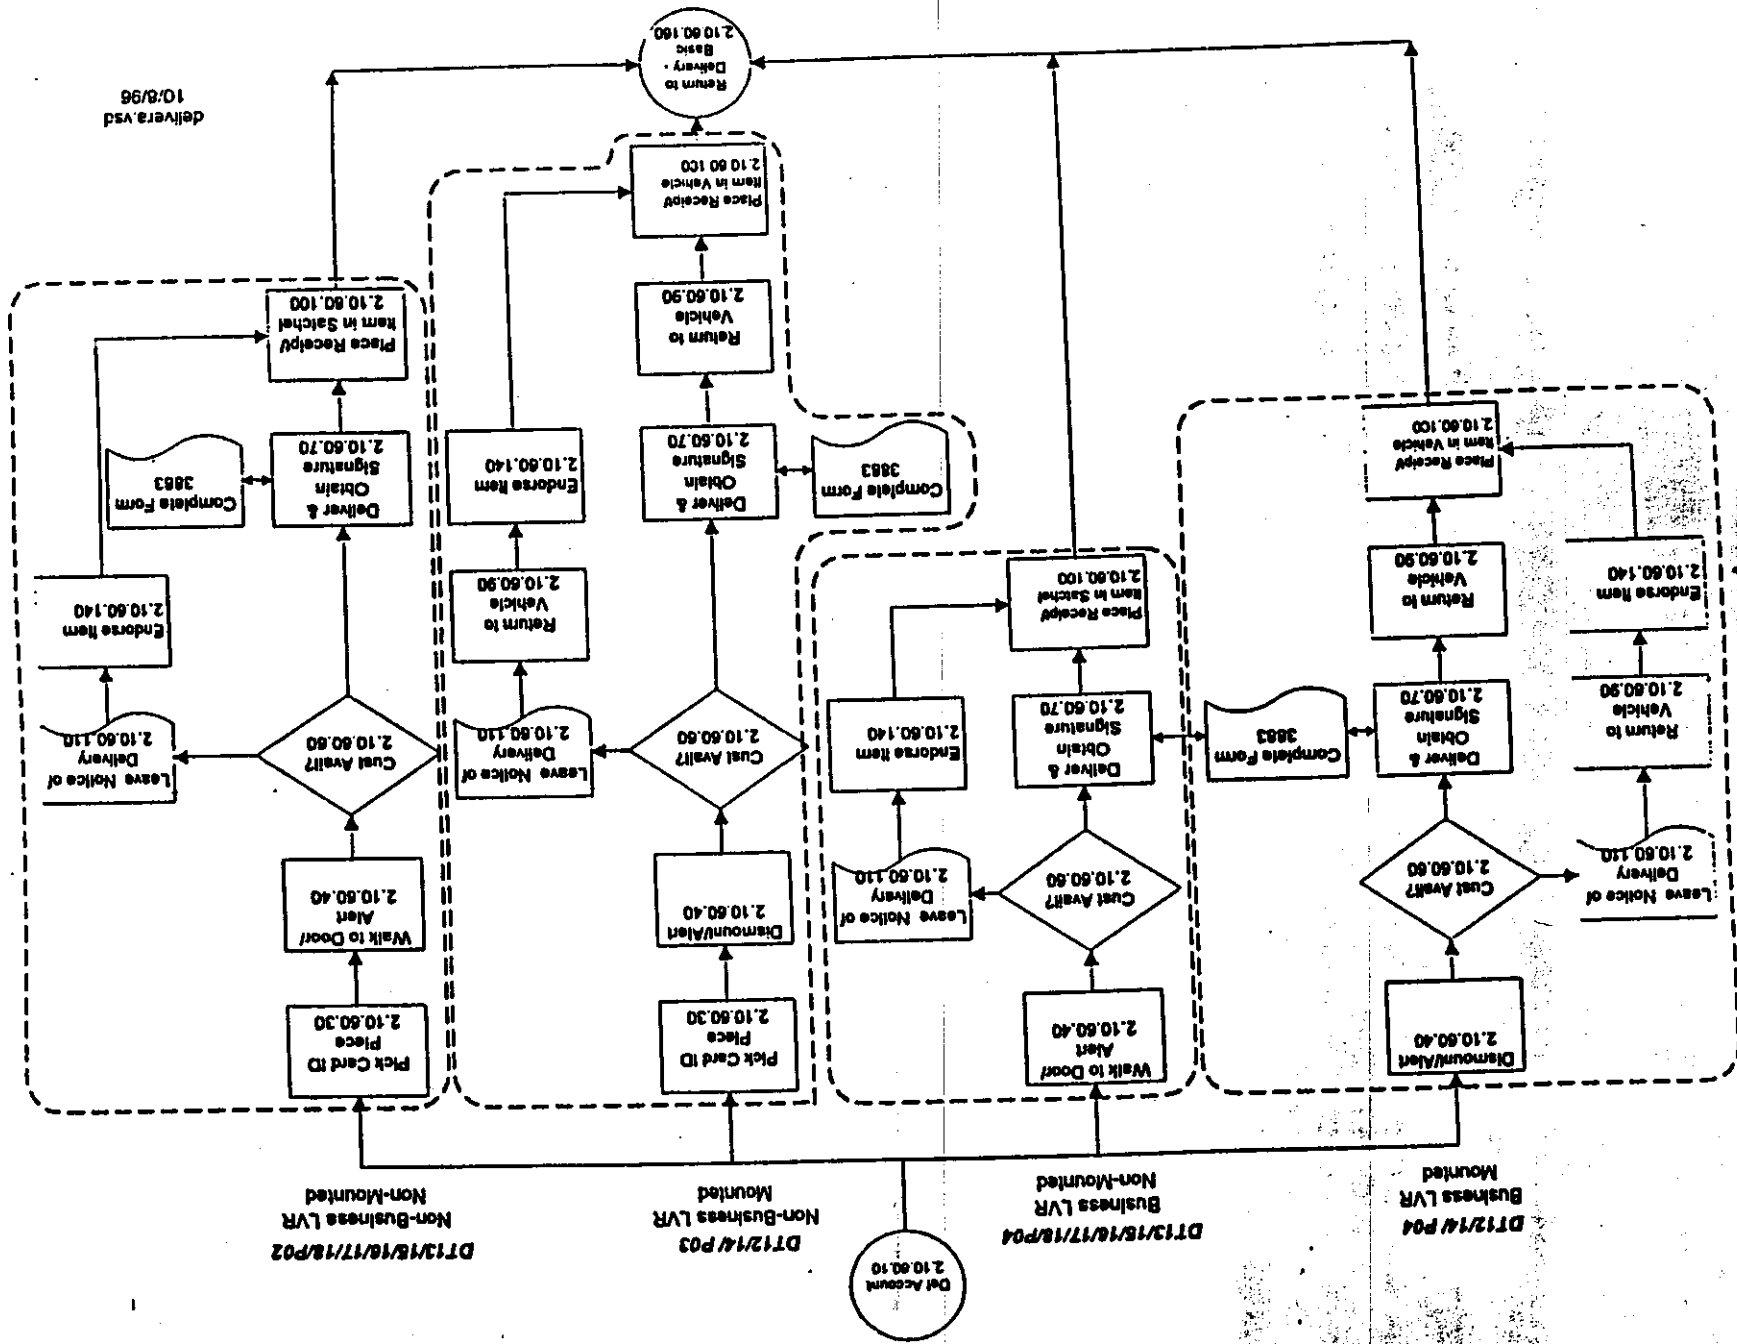 Del Account
2.10.60.10
DT12/14/ P04
Business LVR
Mounted
DT13/15/16/17/18/P04
Business LVR
Non-Mounted
DT12/14/ P03
Non-Business LVR
Mounted
DT13/15/16/17/18/P02
Non-Business LVR
Non-Mounted
Dismount/Alert
2.10.60.40
Cust Avail?
2.10.60.60
Leave Notice of
Delivery
2.10.60.110
Return to
Vehicle
2.10.60.90
Endorse Item
2.10.60.140
Deliver &
Obtain
Signature
2.10.60.70
Return to
Vehicle
2.10.60.90
Place Receipt/
Item in Vehicle
2.10.60.100
Complete Form
3883
Walk to Door/
Alert
2.10.60.40
Cust Avail?
2.10.60.60
Leave Notice of
Delivery
2.10.60.110
Endorse Item
2.10.60.140
Deliver &
Obtain
Signature
2.10.60.70
Place Receipt/
Item in Satchel
2.10.60.100
Pick Card ID
Piece
2.10.60.30
Dismount/Alert
2.10.60.40
Cust Avail?
2.10.60.60
Leave Notice of
Delivery
2.10.60.110
Return to
Vehicle
2.10.60.90
Endorse Item
2.10.60.140
Complete Form
3883
Deliver &
Obtain
Signature
2.10.60.70
Return to
Vehicle
2.10.60.90
Place Receipt/
Item in Vehicle
2.10.60.100
Pick Card ID
Piece
2.10.60.30
Walk to Door/
Alert
2.10.60.40
Cust Avail?
2.10.60.60
Leave Notice of
Delivery
2.10.60.110
Endorse Item
2.10.60.140
Deliver &
Obtain
Signature
2.10.60.70
Complete Form
3883
Place Receipt/
Item in Satchel
2.10.60.100
Return to
Delivery -
Basic
2.10.60.160
delivera.vsd
10/8/96